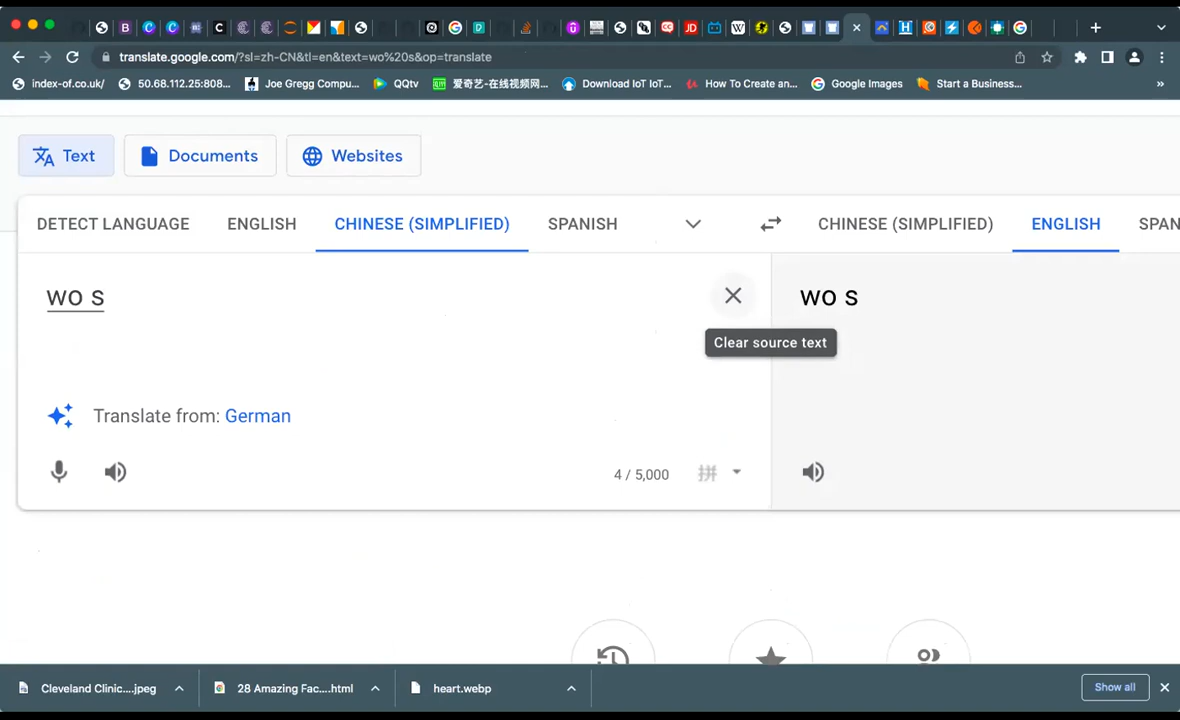 translate.google.com/?sl=zh-CN&tl=en&text=wo%20s&op=translate
index-of.co.uk/ 50.68.112.25:808... Joe Gregg Compu... QQtv 爱奇艺-在线视频网... Download IoT IoT... How To Create an... Google Images Start a Business... »
Text Documents Websites
DETECT LANGUAGE ENGLISH CHINESE (SIMPLIFIED) SPANISH CHINESE (SIMPLIFIED) ENGLISH SPAN
wo s wo s
Clear source text
Translate from: German
4 / 5,000 拼
Cleveland Clinic....jpeg 28 Amazing Fac....html heart.webp Show all